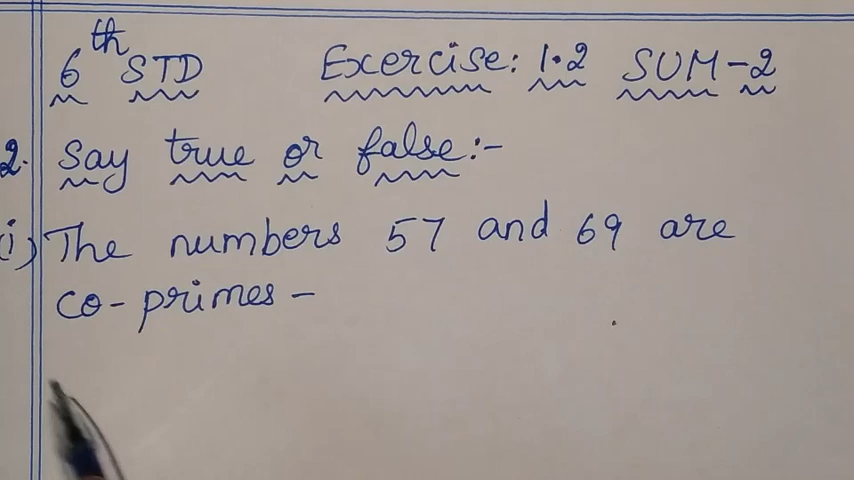 6th STD Exercise: 1.2 SUM-2
2. Say true or false:-
(i) The numbers 57 and 69 are
co-primes-